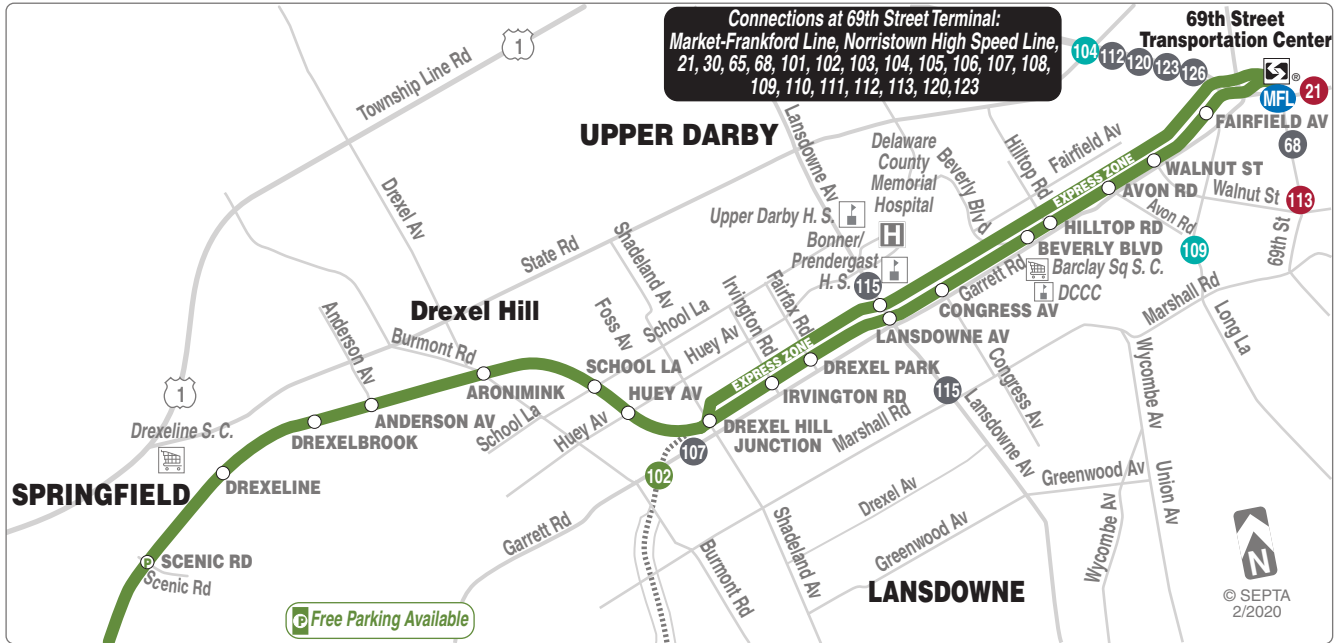 Connections at 69th Street Terminal:
Market-Frankford Line, Norristown High Speed Line,
21, 30, 65, 68, 101, 102, 103, 104, 105, 106, 107, 108,
109, 110, 111, 112, 113, 120,123
69th Street
Transportation Center
1
Township Line Rd
104
112
120
123
126
S
®
MFL
21
FAIRFIELD AV
68
UPPER DARBY
Lansdowne Av
Delaware
County
Memorial
Hospital
Beverly Blvd
Hilltop Rd
Fairfield Av
EXPRESS ZONE
WALNUT ST
AVON RD
Walnut St
113
Avon Rd
69th St
Upper Darby H. S.
H
Bonner/
Prendergast
H. S.
115
HILLTOP RD
BEVERLY BLVD
109
Garrett Rd
Barclay Sq S. C.
DCCC
Marshall Rd
Drexel Av
State Rd
Shadeland Av
Foss Av
School La
Huey Av
Irvington Rd
Fairfax Rd
CONGRESS AV
LANSDOWNE AV
Long La
Wycombe Av
Drexel Hill
Anderson Av
Burmont Rd
SCHOOL LA
HUEY AV
EXPRESS ZONE
DREXEL PARK
IRVINGTON RD
115
Congress Av
Lansdowne Av
1
ARONIMINK
ANDERSON AV
DREXELBROOK
School La
Huey Av
DREXEL HILL
JUNCTION
Marshall Rd
Drexeline S. C.
107
102
SPRINGFIELD
DREXELINE
Greenwood Av
Union Av
Wycombe Av
Drexel Av
Greenwood Av
Garrett Rd
Shadeland Av
Burmont Rd
P
SCENIC RD
Scenic Rd
LANSDOWNE
N
© SEPTA
2/2020
P Free Parking Available